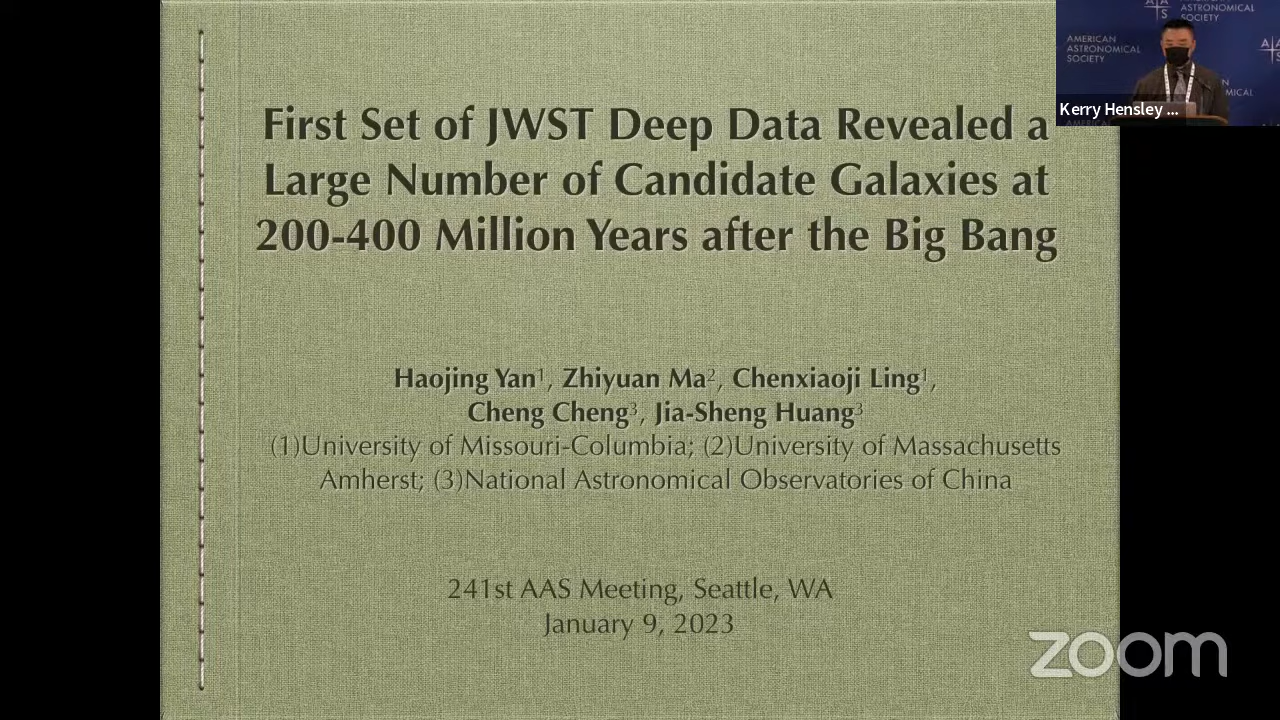 First Set of JWST Deep Data Revealed a
Large Number of Candidate Galaxies at
200-400 Million Years after the Big Bang
Haojing Yan1, Zhiyuan Ma2, Chenxiaoji Ling1,
Cheng Cheng3, Jia-Sheng Huang3
(1)University of Missouri-Columbia; (2)University of Massachusetts
Amherst; (3)National Astronomical Observatories of China
241st AAS Meeting, Seattle, WA
January 9, 2023
A A
S
ASTRONOMICAL
SOCIETY
AMERICAN
ASTRONOMICAL
SOCIETY
Kerry Hensley ...
zoom